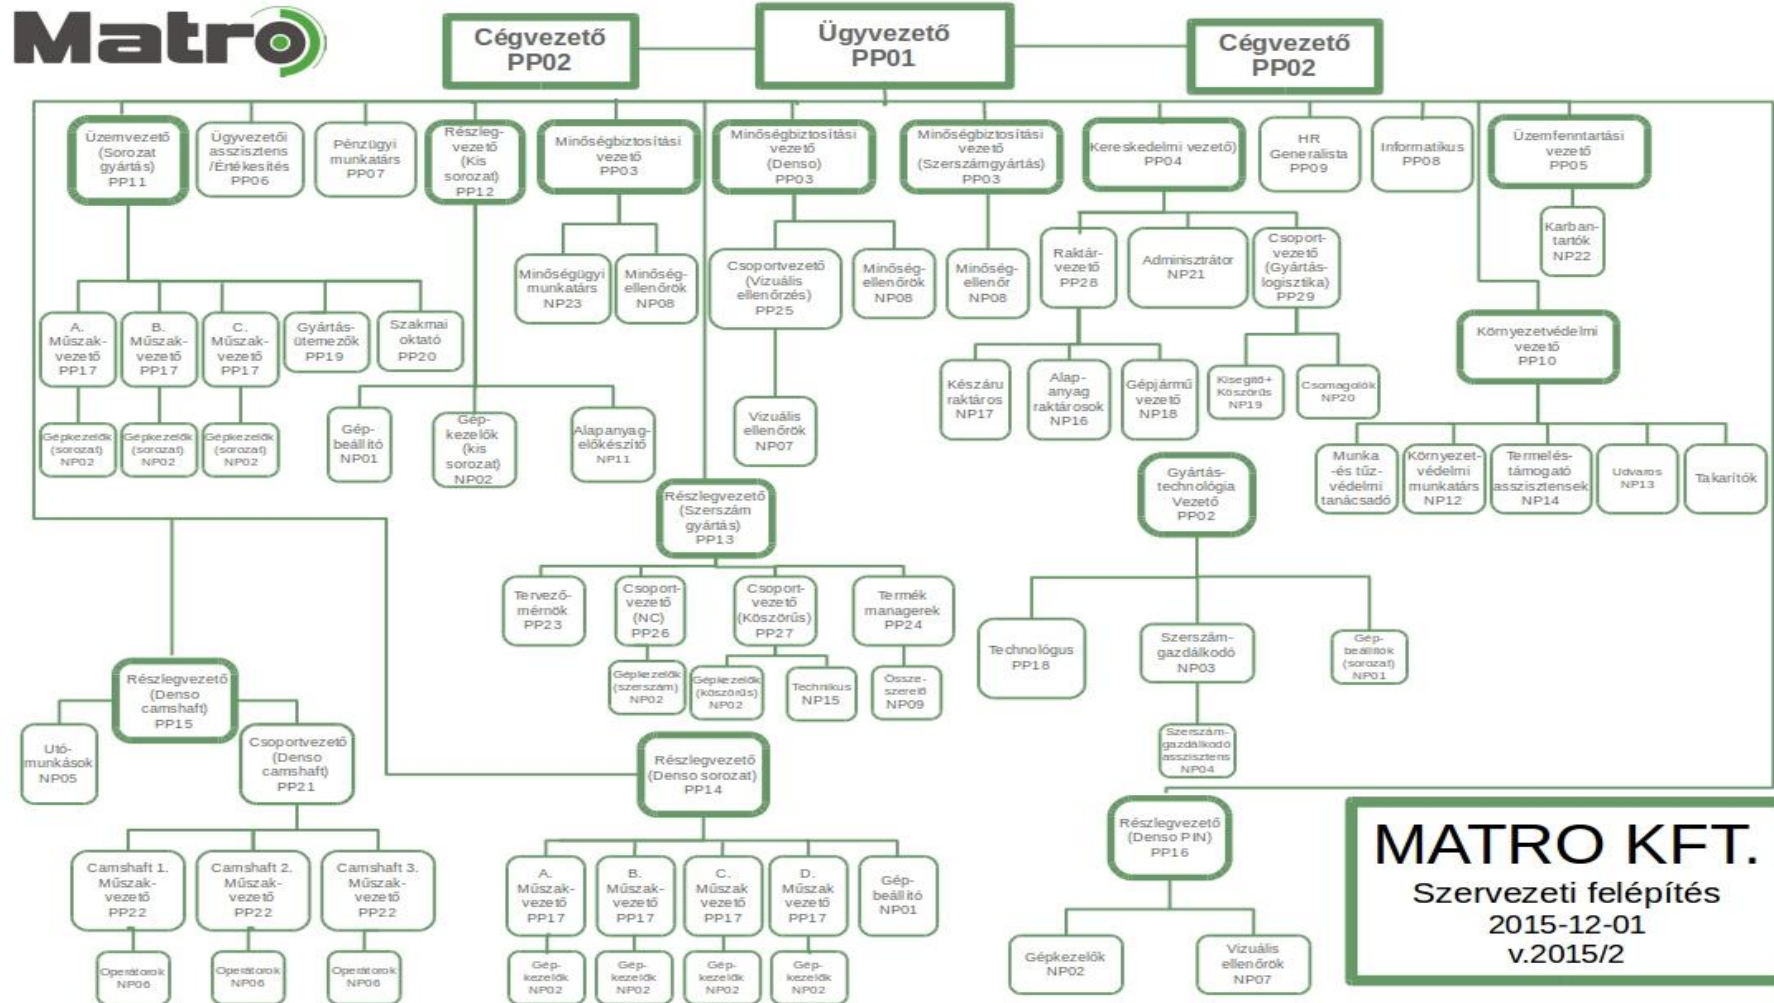 Matro
Cégvezető
PP02
Ügyvezető
PP01
Cégvezető
PP02
Üzemvezető
(Sorozat
gyártás)
PP11
Ügyvezetői
asszisztens
/Értékesítés
PP06
Pénzügyi
munkatárs
PP07
Részleg-
vezető
(Kis
sorozat)
PP12
Minőségbiztosítási
vezető
PP03
Minőségbiztosítási
vezető
(Denso)
PP03
Minőségbiztosítási
vezető
(Szerszámgyártás)
PP03
Kereskedelmi vezető)
PP04
HR
Generalista
PP09
Informatikus
PP08
Üzemfenntartási
vezető
PP05
Karban-
tartók
NP22
Minőségügyi
munkatárs
NP23
Minőség-
ellenőrök
NP08
Csoportvezető
(Vizuális
ellenőrzés)
PP25
Minőség-
ellenőrök
NP08
Minőség-
ellenőr
NP08
Raktár-
vezető
PP28
Adminisztrátor
NP21
Csoport-
vezető
(Gyártás-
logisztika)
PP29
A.
Műszak-
vezető
PP17
B.
Műszak-
vezető
PP17
C.
Műszak-
vezető
PP17
Gyártás-
ütemezők
PP19
Szakmai
oktató
PP20
Környezetvédelmi
vezető
PP10
Készáru
raktáros
NP17
Alap-
anyag
raktárosok
NP16
Gépjármű
vezető
NP18
Kisegítő+
Köszörűs
NP19
Csomagolók
NP20
Gépkezelők
(sorozat)
NP02
Gépkezelők
(sorozat)
NP02
Gépkezelők
(sorozat)
NP02
Gép-
beállító
NP01
Gép-
kezelők
(kis
sorozat)
NP02
Alapanyag-
előkészítő
NP11
Vizuális
ellenőrök
NP07
Munka
-és tűz-
védelmi
tanácsadó
Környezet-
védelmi
munkatárs
NP12
Termelés-
támogató
asszisztensek
NP14
Udvaros
NP13
Takarítók
Részlegvezető
(Szerszám
gyártás)
PP13
Gyártás-
technológia
Vezető
PP02
Tervező-
mérnök
PP23
Csoport-
vezető
(NC)
PP26
Csoport-
vezető
(Köszörűs)
PP27
Termék
managerek
PP24
Gépkezelők
(szerszám)
NP02
Gépkezelők
(köszörűs)
NP02
Technikus
NP15
Össze-
szerelő
NP09
Technológus
PP18
Szerszám-
gazdálkodó
NP03
Gép-
beállítók
(sorozat)
NP01
Szerszám-
gazdálkodó
asszisztens
NP04
Részlegvezető
(Denso
camshaft)
PP15
Utó-
munkások
NP05
Csoportvezető
(Denso
camshaft)
PP21
Részlegvezető
(Denso sorozat)
PP14
Részlegvezető
(Denso PIN)
PP16
Camshaft 1.
Műszak-
vezető
PP22
Camshaft 2.
Műszak-
vezető
PP22
Camshaft 3.
Műszak-
vezető
PP22
Operátorok
NP06
Operátorok
NP06
Operátorok
NP06
A.
Műszak-
vezető
PP17
B.
Műszak-
vezető
PP17
C.
Műszak
vezető
PP17
D.
Műszak
vezető
PP17
Gép-
beállító
NP01
Gép-
kezelők
NP02
Gép-
kezelők
NP02
Gép-
kezelők
NP02
Gép-
kezelők
NP02
Gépkezelők
NP02
Vizuális
ellenőrök
NP07
MATRO KFT.
Szervezeti felépítés
2015-12-01
v.2015/2